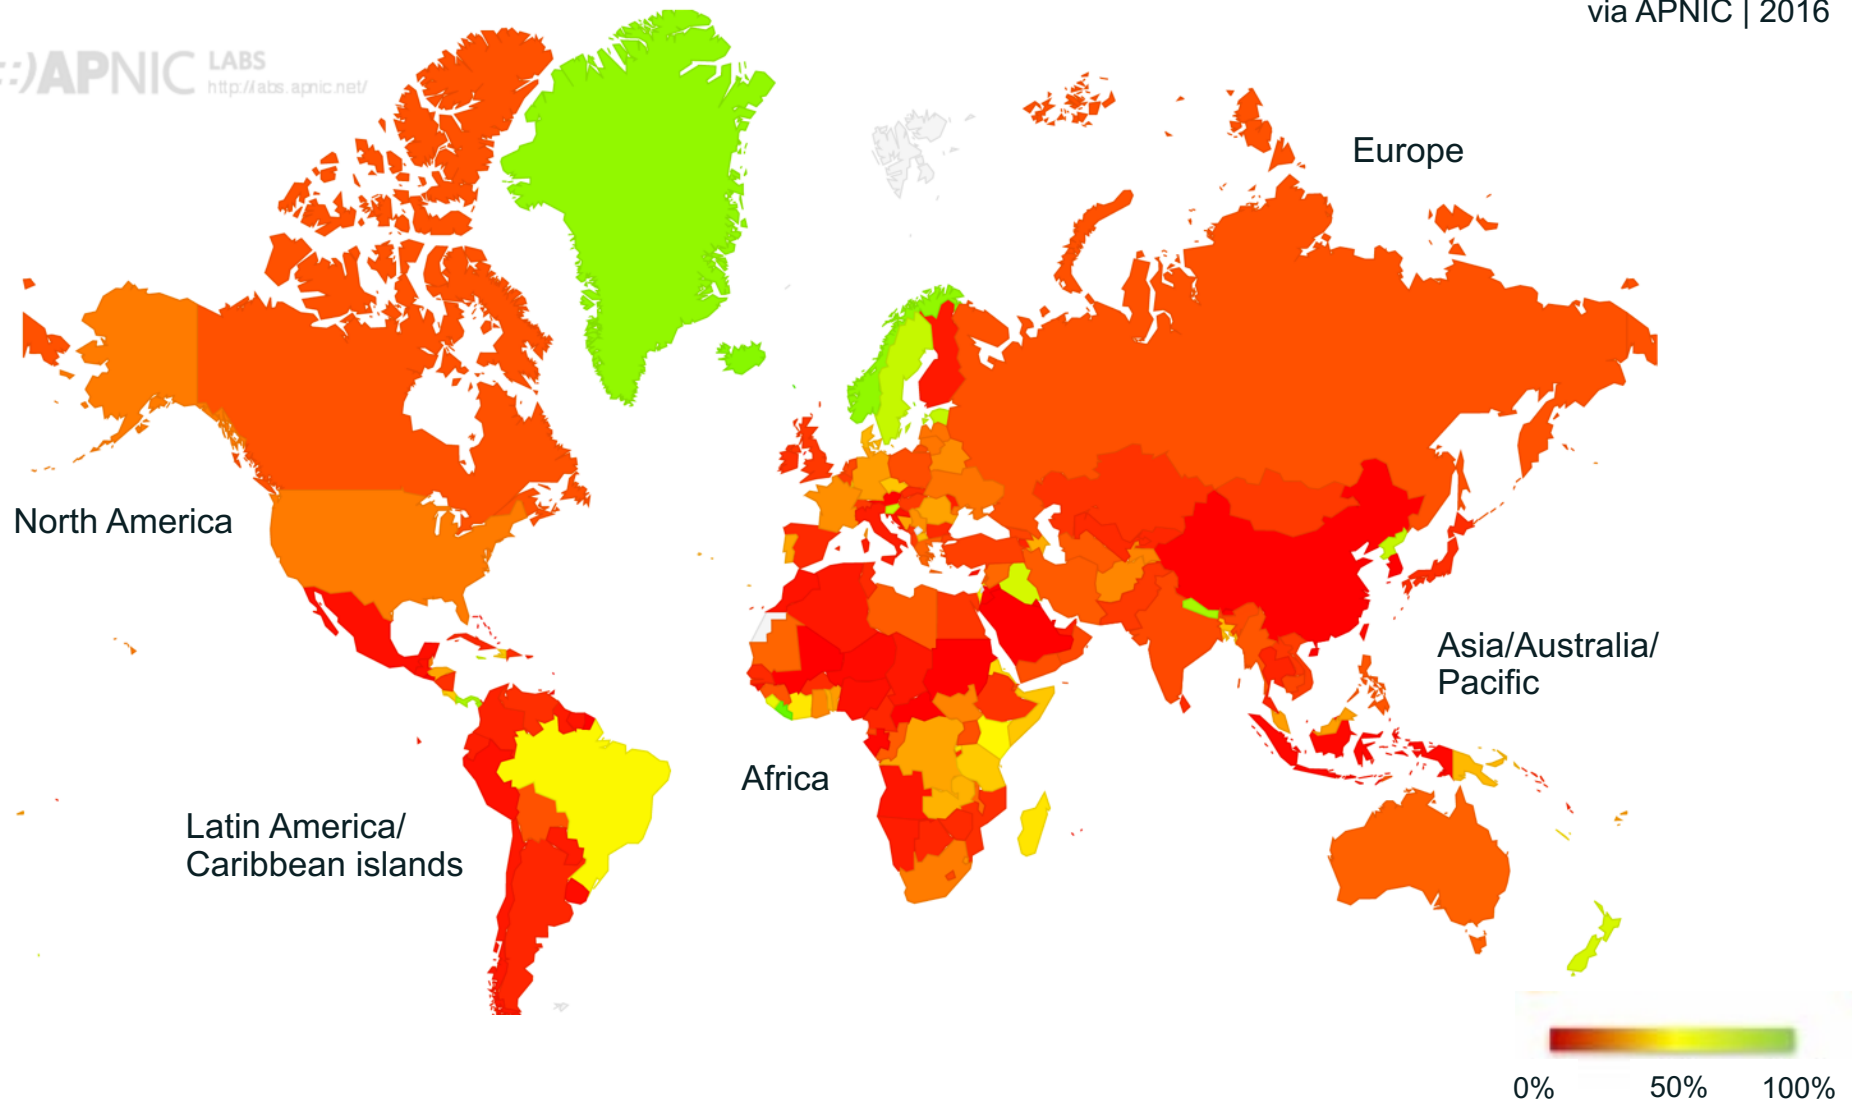 via APNIC | 2016
::)APNIC LABS
http://labs.apnic.net/
Europe
North America
Asia/Australia/
Pacific
Africa
Latin America/
Caribbean islands
0% 50% 100%